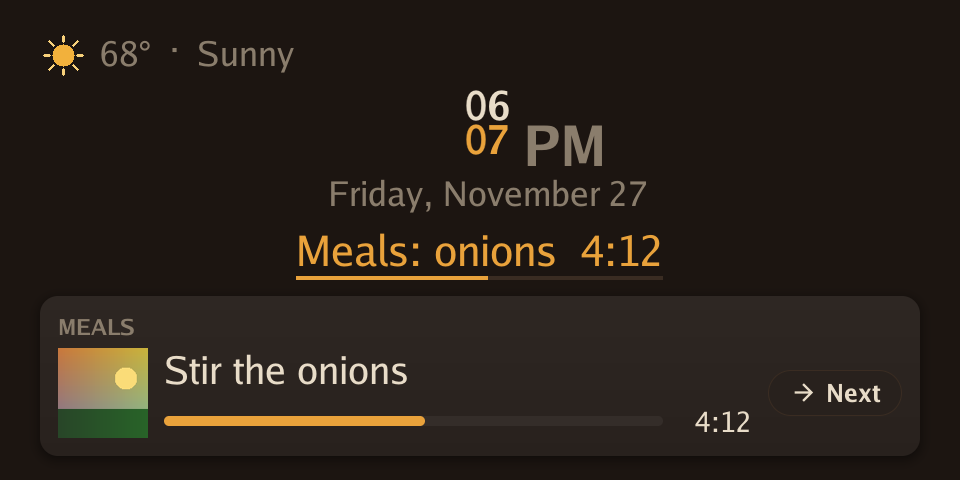 68° · Sunny
06
07 PM
Friday, November 27
Meals: onions 4:12
MEALS
Stir the onions
4:12
→ Next